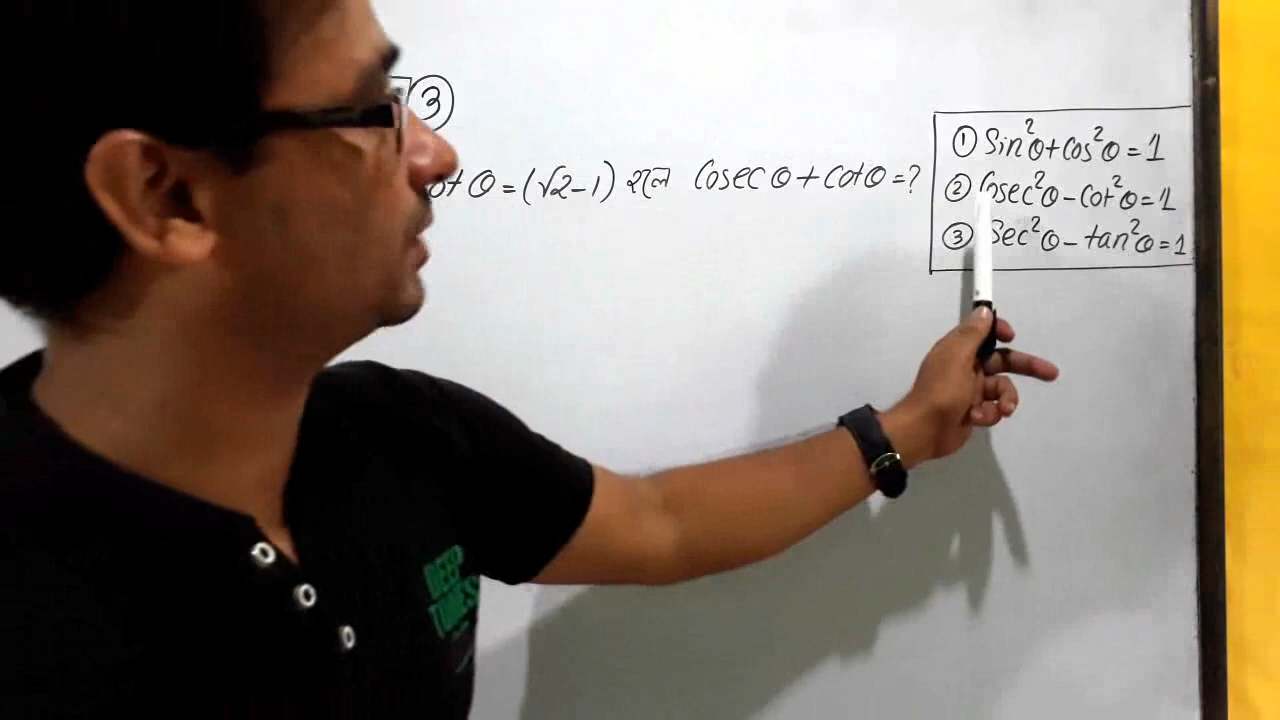 ③
ot θ = (√2 - 1) হলে Cosec θ + cot θ = ?
① Sin²θ + cos²θ = 1
② Cosec²θ - cot²θ = 1
③ Sec²θ - tan²θ = 1
DEEP